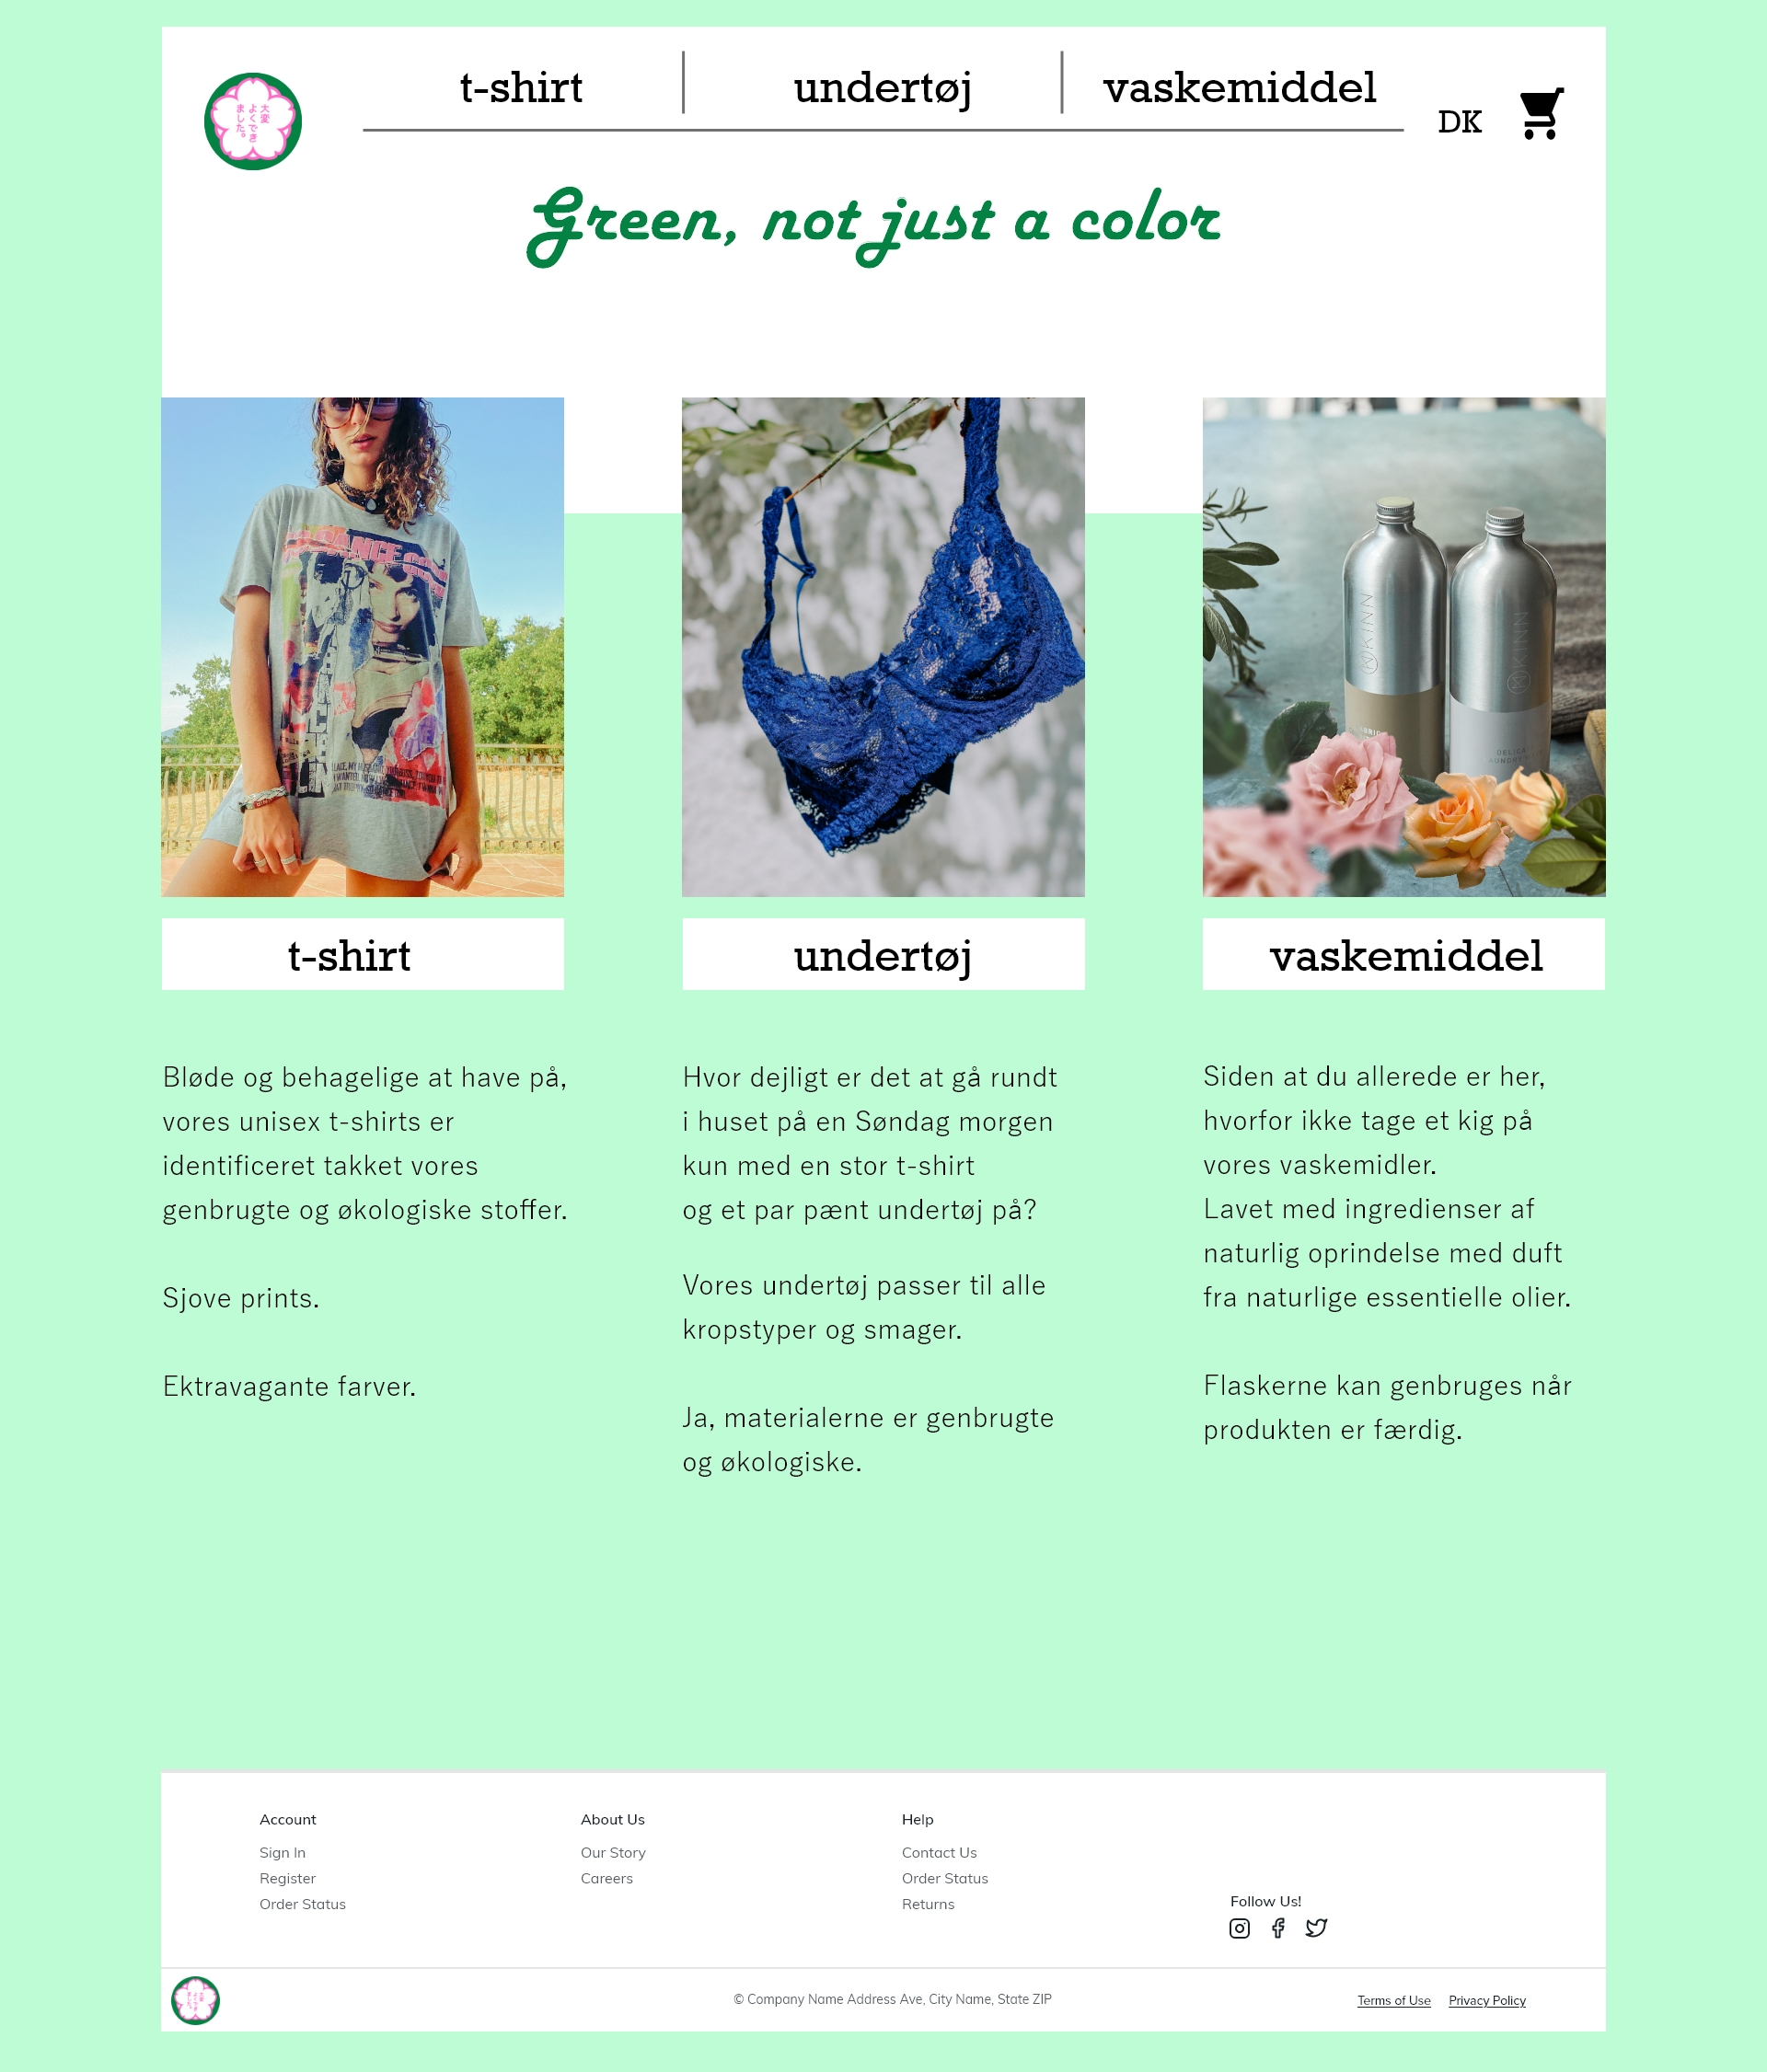 大変
よくでき
ました。
t-shirt
undertøj
vaskemiddel
DK
Green, not just a color
DANCE
KINN
KINN
DELICA
t-shirt
undertøj
vaskemiddel
Bløde og behagelige at have på,
vores unisex t-shirts er
identificeret takket vores
genbrugte og økologiske stoffer.
Sjove prints.
Ektravagante farver.
Hvor dejligt er det at gå rundt
i huset på en Søndag morgen
kun med en stor t-shirt
og et par pænt undertøj på?
Vores undertøj passer til alle
kropstyper og smager.
Ja, materialerne er genbrugte
og økologiske.
Siden at du allerede er her,
hvorfor ikke tage et kig på
vores vaskemidler.
Lavet med ingredienser af
naturlig oprindelse med duft
fra naturlige essentielle olier.
Flaskerne kan genbruges når
produkten er færdig.
Account
Sign In
Register
Order Status
About Us
Our Story
Careers
Help
Contact Us
Order Status
Returns
Follow Us!
© Company Name Address Ave, City Name, State ZIP
Terms of Use
Privacy Policy